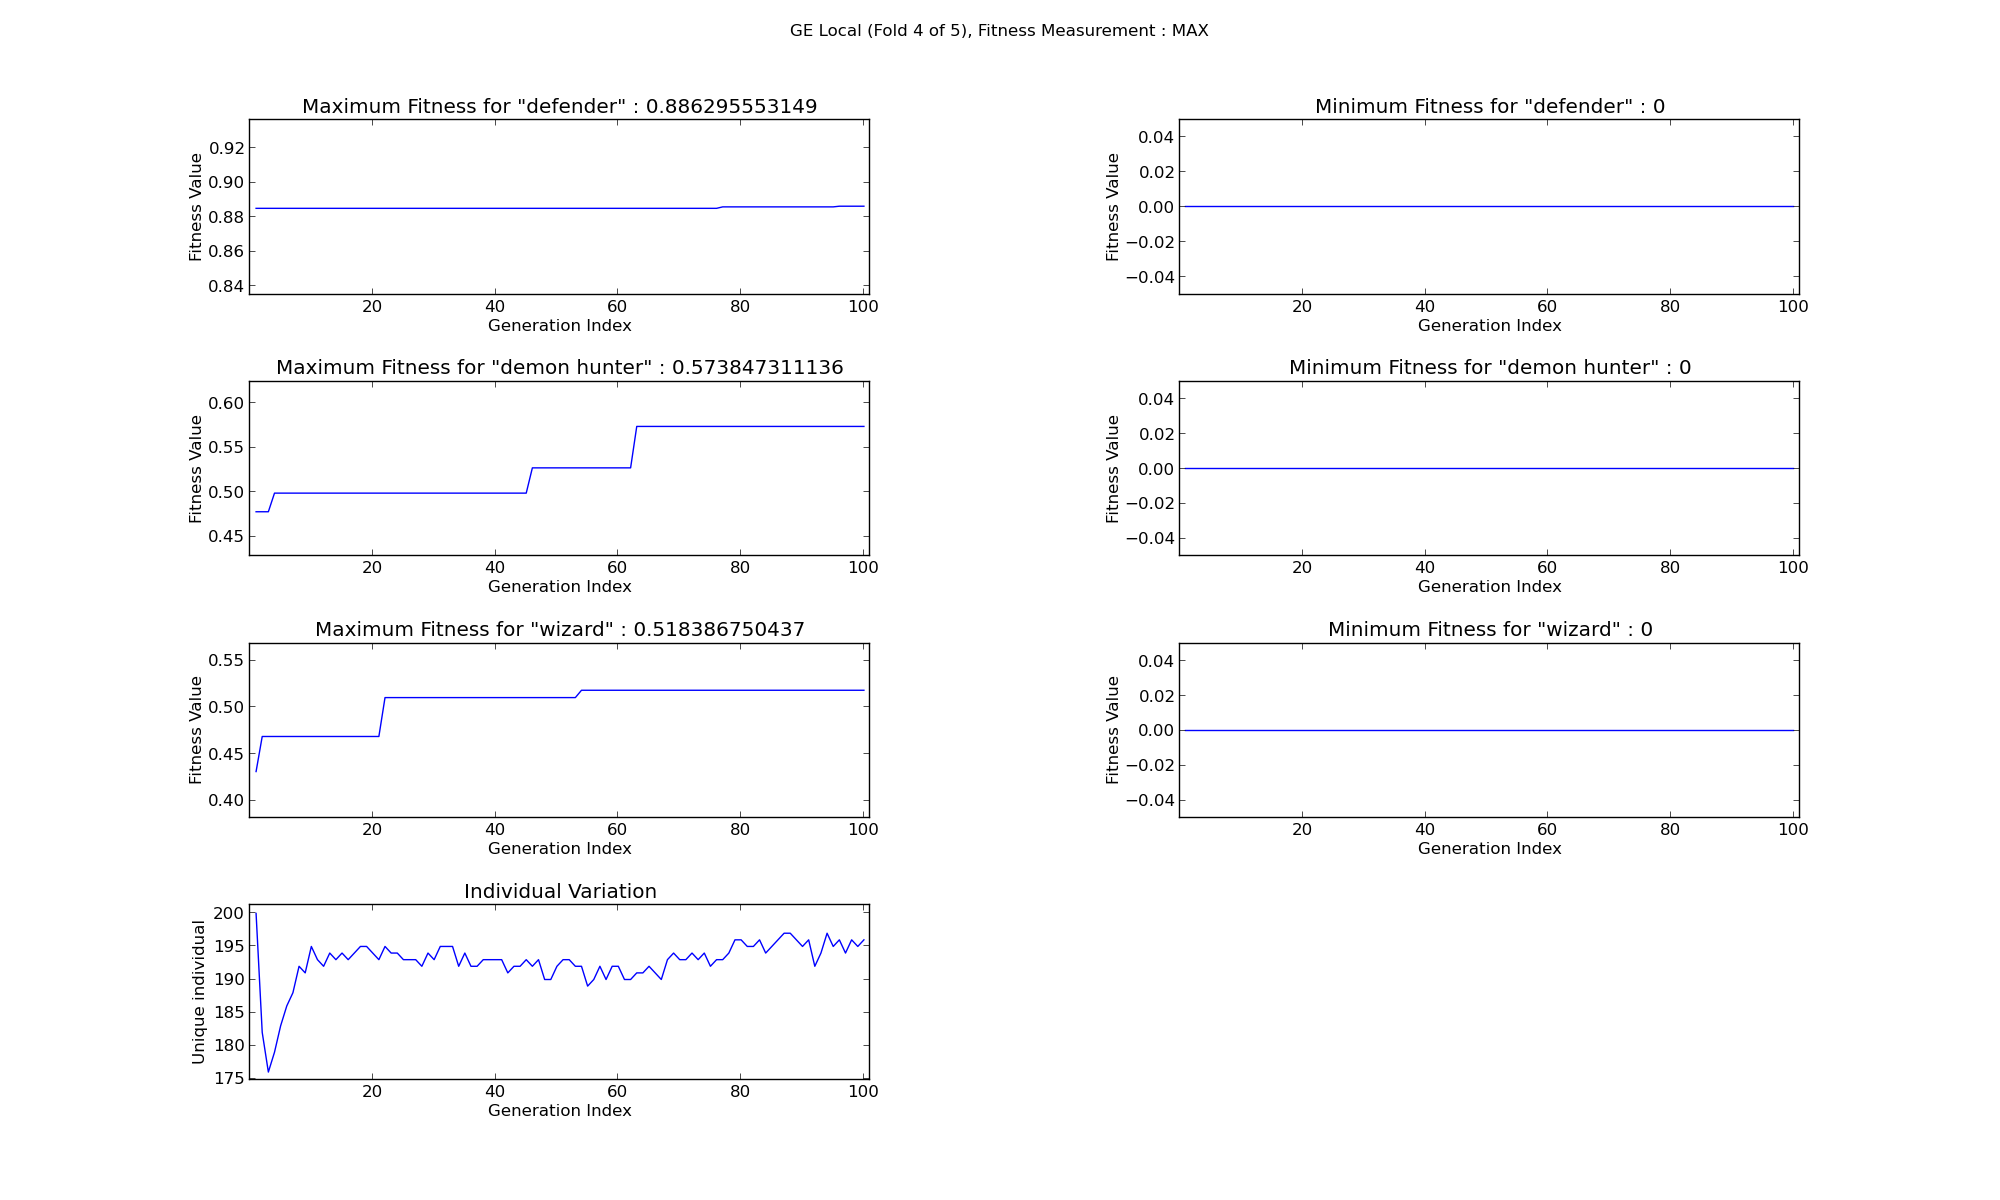 GE Local (Fold 4 of 5), Fitness Measurement : MAX
Maximum Fitness for "defender" : 0.886295553149
Fitness Value
0.92
0.90
0.88
0.86
0.84
20 40 60 80 100
Generation Index
Minimum Fitness for "defender" : 0
Fitness Value
0.04
0.02
0.00
−0.02
−0.04
20 40 60 80 100
Generation Index
Maximum Fitness for "demon hunter" : 0.573847311136
Fitness Value
0.60
0.55
0.50
0.45
20 40 60 80 100
Generation Index
Minimum Fitness for "demon hunter" : 0
Fitness Value
0.04
0.02
0.00
−0.02
−0.04
20 40 60 80 100
Generation Index
Maximum Fitness for "wizard" : 0.518386750437
Fitness Value
0.55
0.50
0.45
0.40
20 40 60 80 100
Generation Index
Minimum Fitness for "wizard" : 0
Fitness Value
0.04
0.02
0.00
−0.02
−0.04
20 40 60 80 100
Generation Index
Individual Variation
Unique individual
200
195
190
185
180
175
20 40 60 80 100
Generation Index